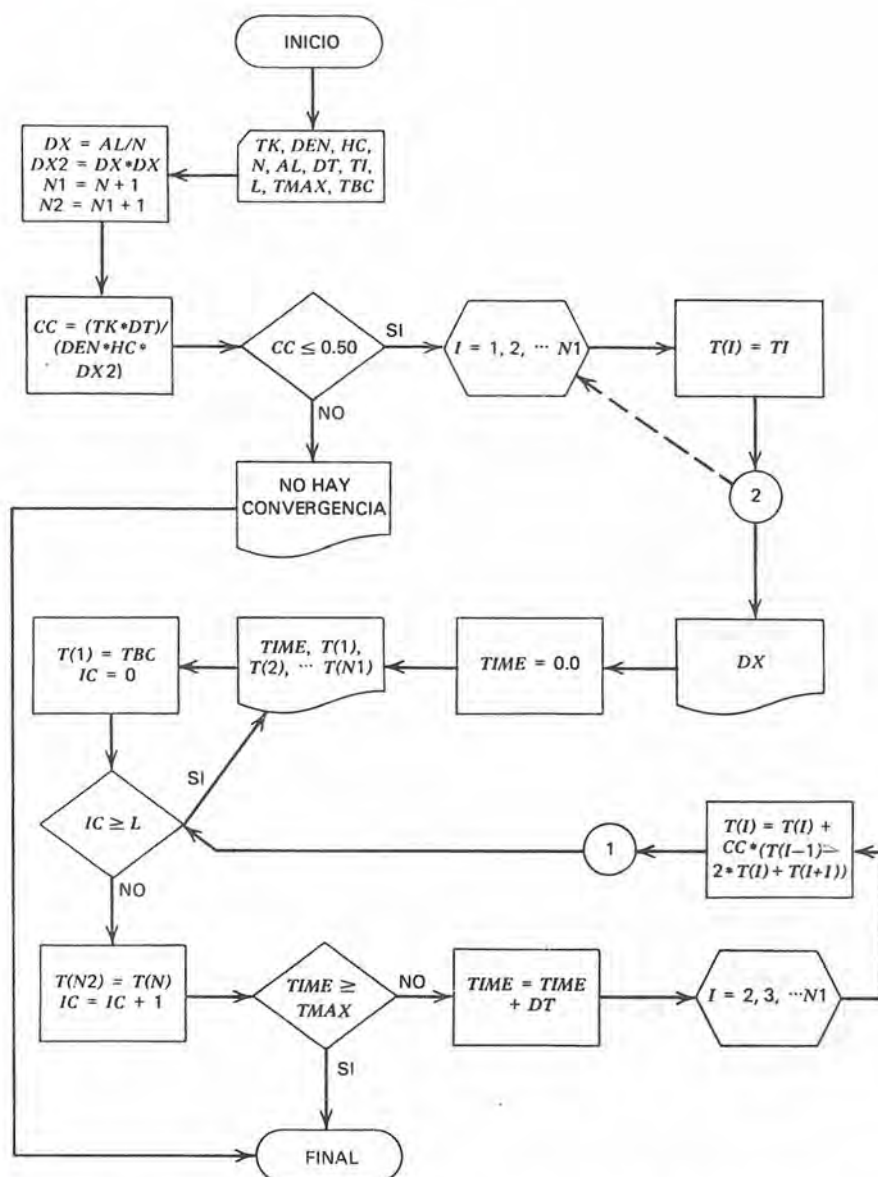 INICIO
TK, DEN, HC,
N, AL, DT, TI,
L, TMAX, TBC
DX = AL/N
DX2 = DX*DX
N1 = N + 1
N2 = N1 + 1
CC = (TK*DT)/
(DEN*HC*
DX2)
CC ≤ 0.50
SI
NO
I = 1, 2, ··· N1
T(I) = TI
2
NO HAY
CONVERGENCIA
DX
TIME = 0.0
TIME, T(1),
T(2), ··· T(N1)
T(1) = TBC
IC = 0
SI
IC ≥ L
NO
1
T(I) = T(I) +
CC*(T(I−1)−
2*T(I)+T(I+I))
T(N2) = T(N)
IC = IC + 1
TIME ≥
TMAX
NO
SI
TIME = TIME
+ DT
I = 2, 3, ···N1
FINAL